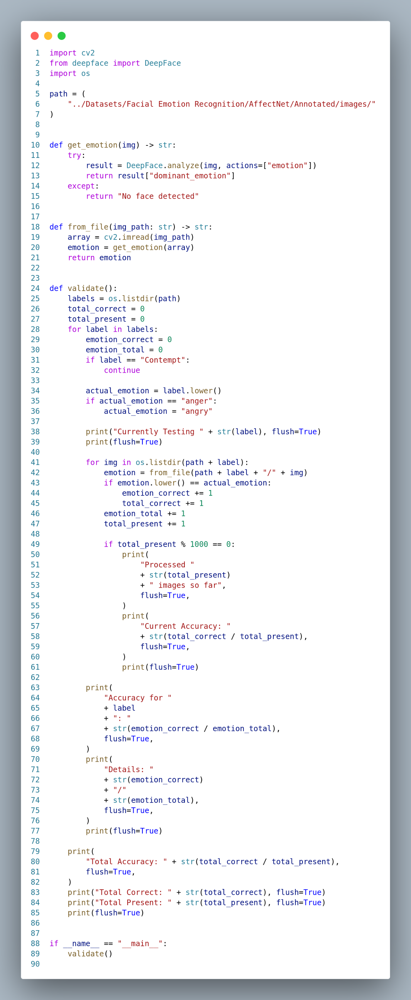 1 import cv2
2 from deepface import DeepFace
3 import os
4
5 path = (
6     "../Datasets/Facial Emotion Recognition/AffectNet/Annotated/images/"
7 )
8
9
10 def get_emotion(img) -> str:
11     try:
12         result = DeepFace.analyze(img, actions=["emotion"])
13         return result["dominant_emotion"]
14     except:
15         return "No face detected"
16
17
18 def from_file(img_path: str) -> str:
19     array = cv2.imread(img_path)
20     emotion = get_emotion(array)
21     return emotion
22
23
24 def validate():
25     labels = os.listdir(path)
26     total_correct = 0
27     total_present = 0
28     for label in labels:
29         emotion_correct = 0
30         emotion_total = 0
31         if label == "Contempt":
32             continue
33
34         actual_emotion = label.lower()
35         if actual_emotion == "anger":
36             actual_emotion = "angry"
37
38         print("Currently Testing " + str(label), flush=True)
39         print(flush=True)
40
41         for img in os.listdir(path + label):
42             emotion = from_file(path + label + "/" + img)
43             if emotion.lower() == actual_emotion:
44                 emotion_correct += 1
45                 total_correct += 1
46             emotion_total += 1
47             total_present += 1
48
49             if total_present % 1000 == 0:
50                 print(
51                     "Processed "
52                     + str(total_present)
53                     + " images so far",
54                     flush=True,
55                 )
56                 print(
57                     "Current Accuracy: "
58                     + str(total_correct / total_present),
59                     flush=True,
60                 )
61                 print(flush=True)
62
63         print(
64             "Accuracy for "
65             + label
66             + ": "
67             + str(emotion_correct / emotion_total),
68             flush=True,
69         )
70         print(
71             "Details: "
72             + str(emotion_correct)
73             + "/"
74             + str(emotion_total),
75             flush=True,
76         )
77         print(flush=True)
78
79     print(
80         "Total Accuracy: " + str(total_correct / total_present),
81         flush=True,
82     )
83     print("Total Correct: " + str(total_correct), flush=True)
84     print("Total Present: " + str(total_present), flush=True)
85     print(flush=True)
86
87
88 if __name__ == "__main__":
89     validate()
90